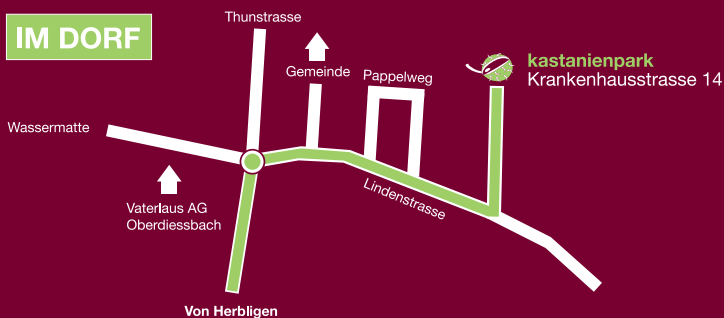 IM DORF
Thunstrasse
Gemeinde
Pappelweg
kastanienpark
Krankenhausstrasse 14
Wassermatte
Vaterlaus AG
Oberdiessbach
Lindenstrasse
Von Herbligen